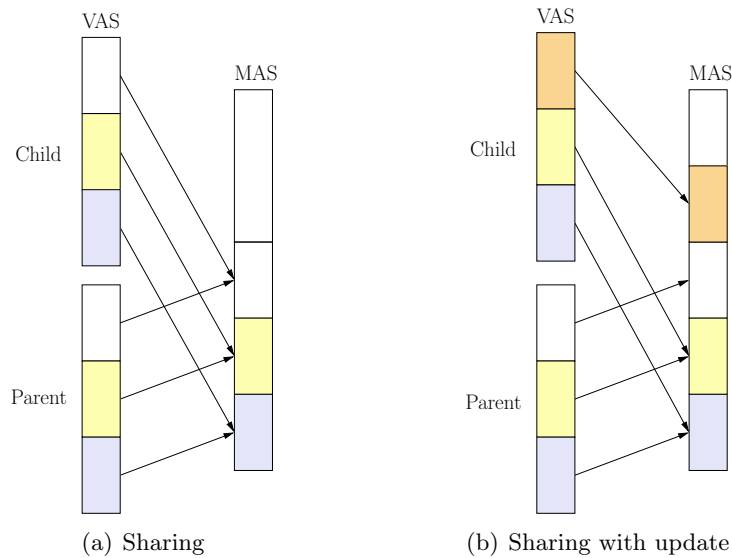 VAS
MAS
Child
Parent
(a) Sharing
VAS
MAS
Child
Parent
(b) Sharing with update